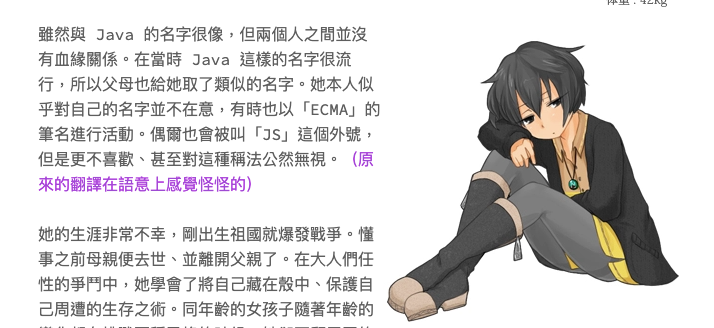 雖然與 Java 的名字很像，但兩個人之間並沒
有血緣關係。在當時 Java 這樣的名字很流
行，所以父母也給她取了類似的名字。她本人似
乎對自己的名字並不在意，有時也以「ECMA」的
筆名進行活動。偶爾也會被叫「JS」這個外號，
但是更不喜歡、甚至對這種稱法公然無視。（原
來的翻譯在語意上感覺怪怪的）
她的生涯非常不幸，剛出生祖國就爆發戰爭。懂
事之前母親便去世、並離開父親了。在大人們任
性的爭鬥中，她學會了將自己藏在殼中、保護自
己周遭的生存之術。同年齡的女孩子隨著年齡的